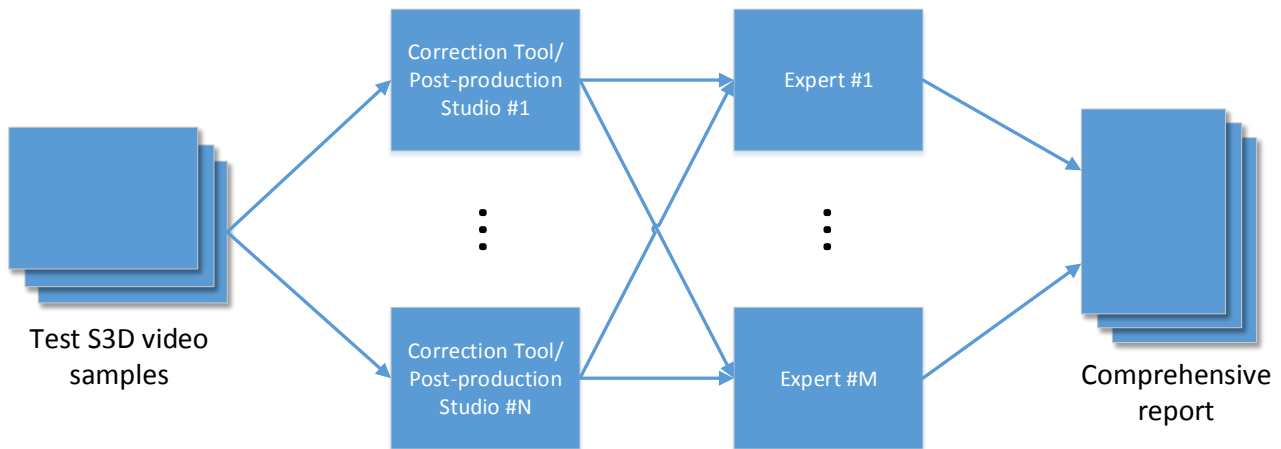 Correction Tool/
Post-production
Studio #1
Expert #1
Test S3D video
samples
Correction Tool/
Post-production
Studio #N
Expert #M
Comprehensive
report